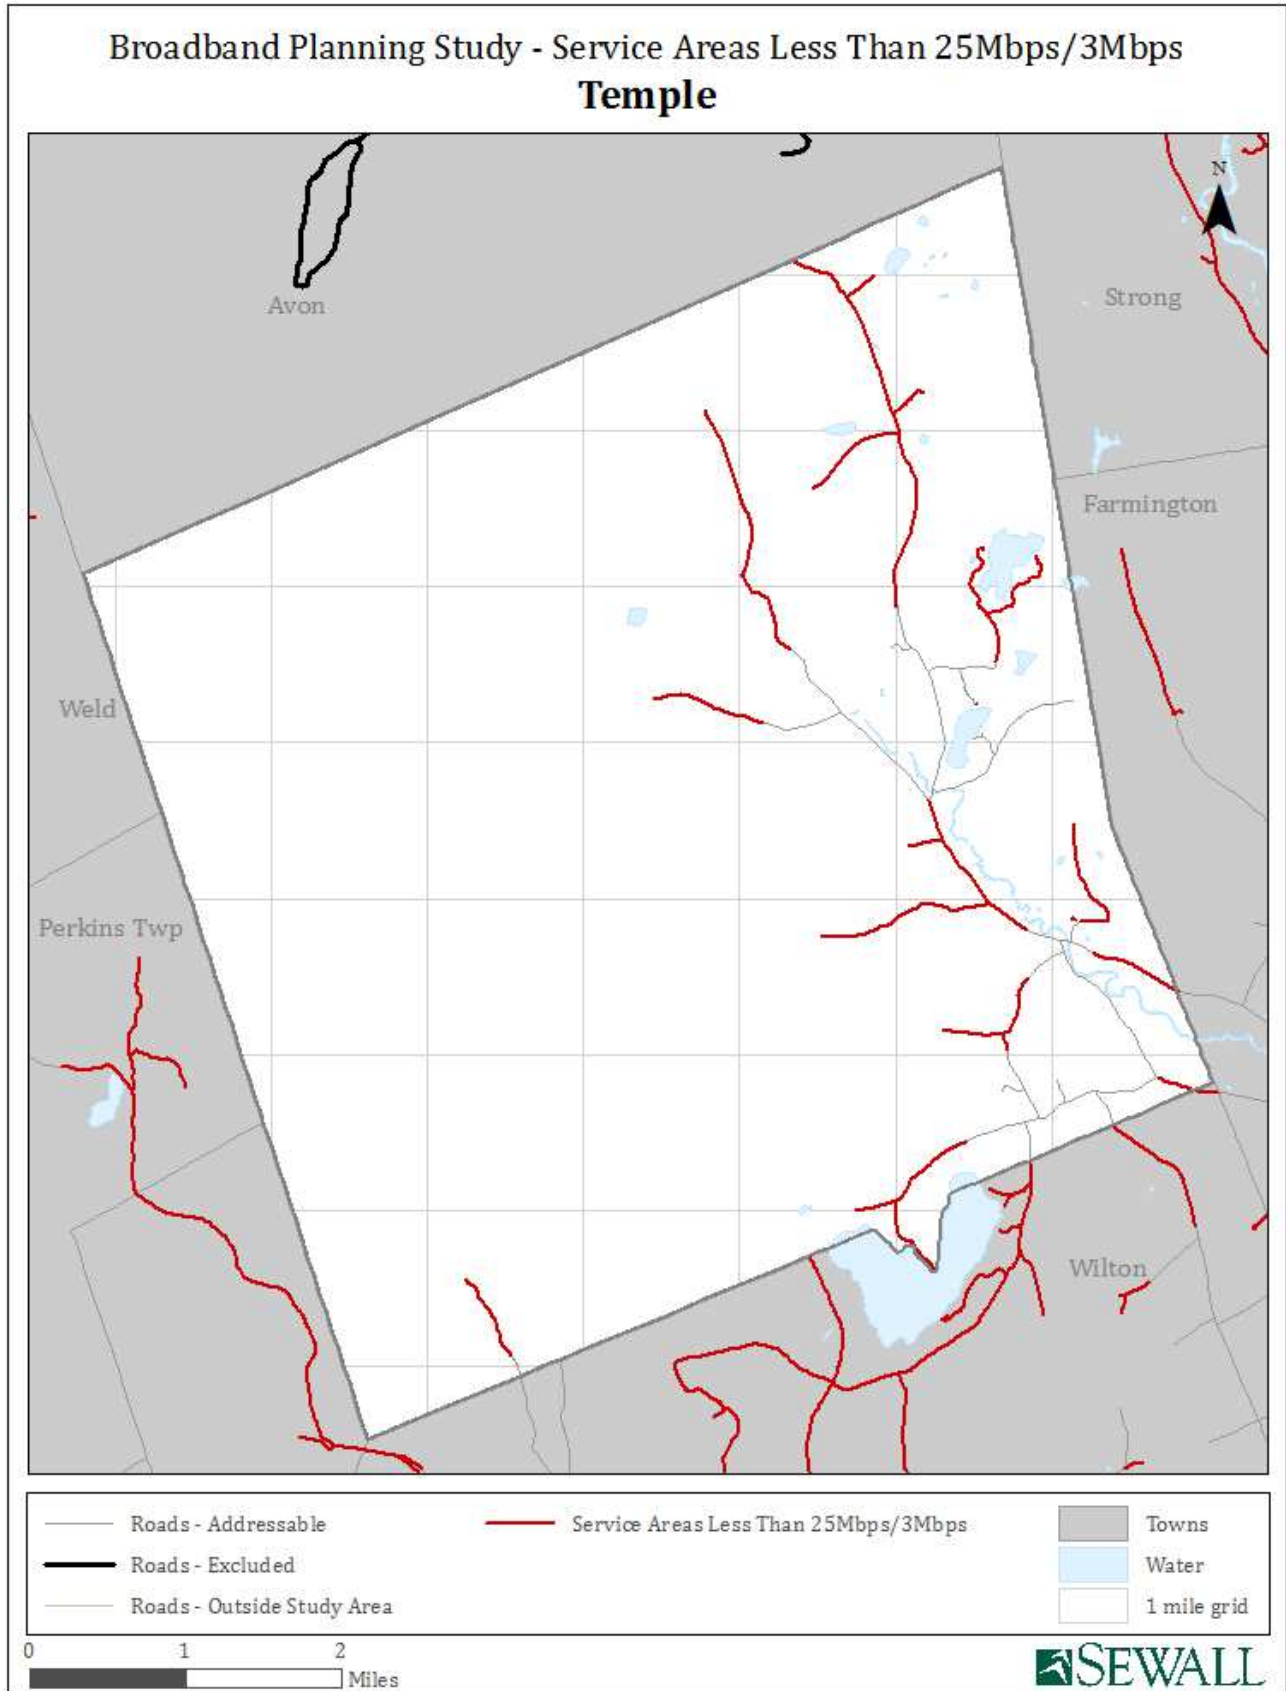 Broadband Planning Study - Service Areas Less Than 25Mbps/3Mbps
Temple
N
Avon
Strong
Farmington
Weld
Perkins Twp
Wilton
Roads - Addressable
Service Areas Less Than 25Mbps/3Mbps
Towns
Roads - Excluded
Water
Roads - Outside Study Area
1 mile grid
0 1 2
Miles
SEWALL